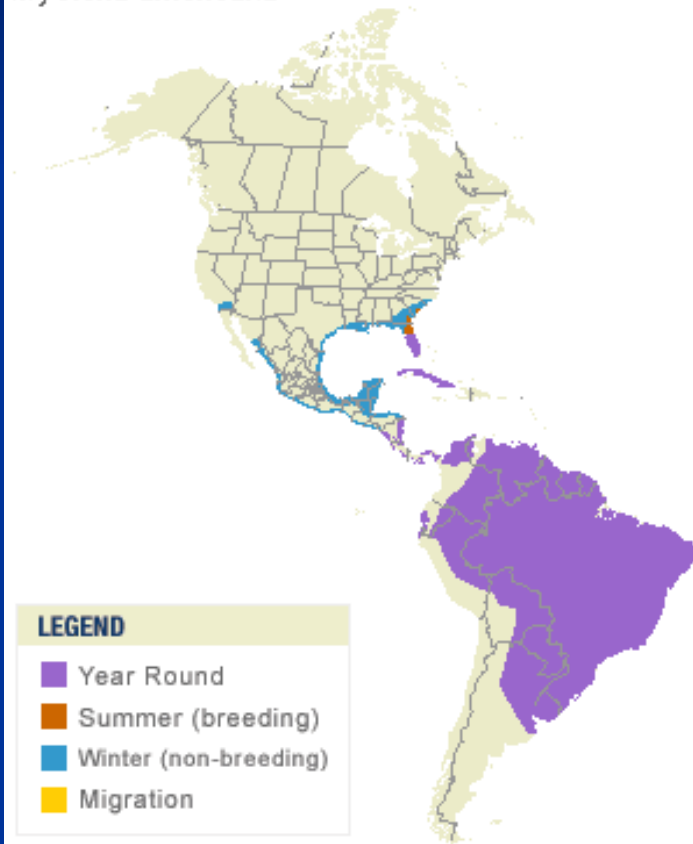 LEGEND
Year Round
Summer (breeding)
Winter (non-breeding)
Migration